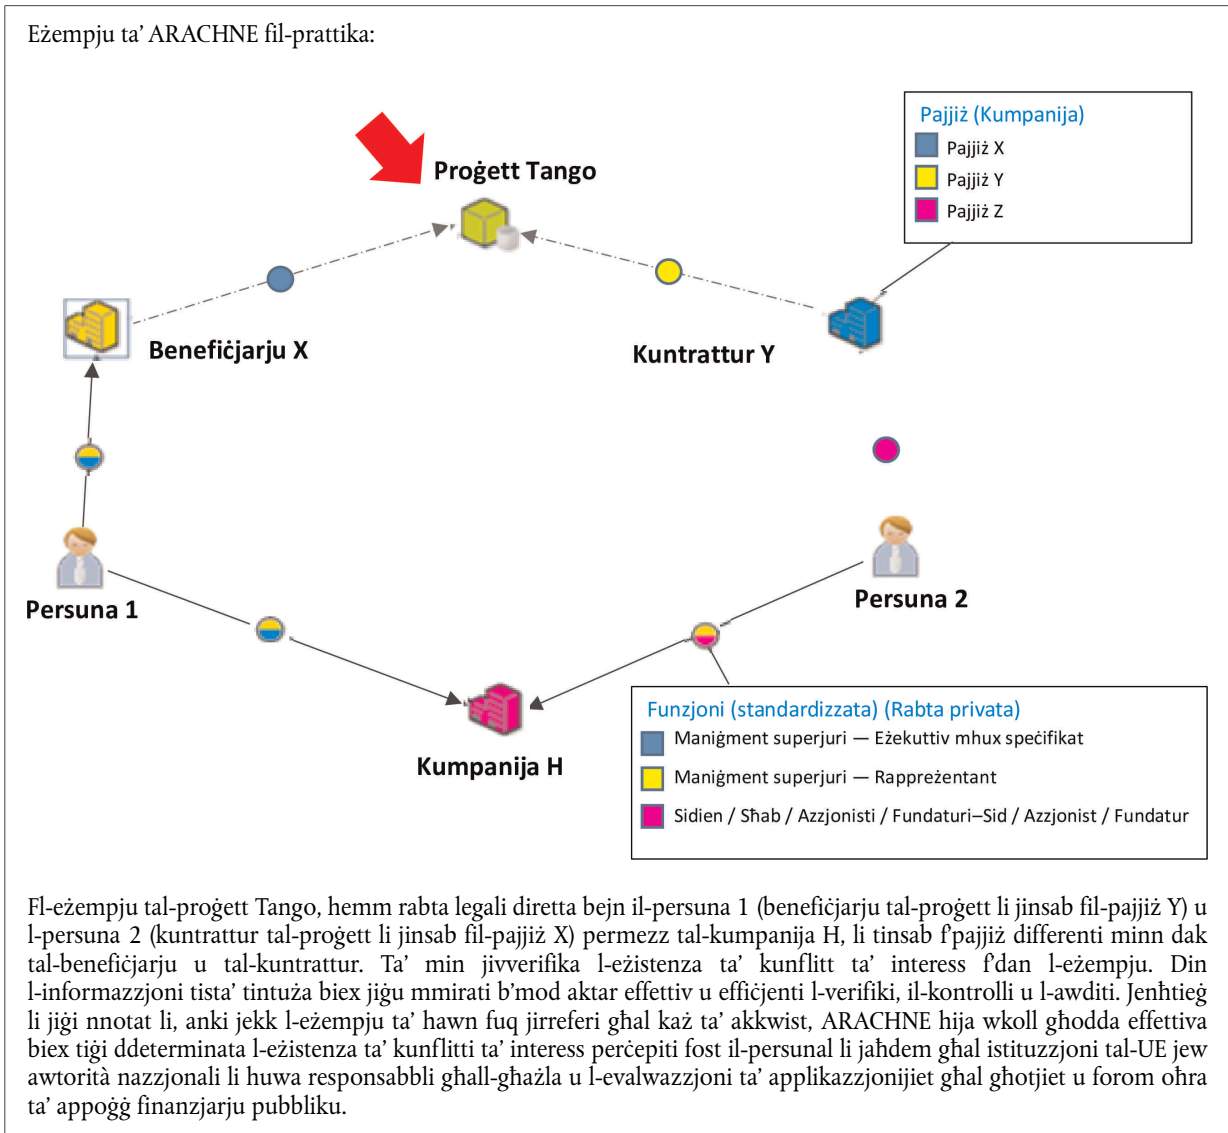 Eżempju ta’ ARACHNE fil-prattika:
Pajjiż (Kumpanija)
Pajjiż X
Pajjiż Y
Pajjiż Z
Proġett Tango
Benefiċjarju X
Kuntrattur Y
Persuna 1
Persuna 2
Kumpanija H
Funzjoni (standardizzata) (Rabta privata)
Maniġment superjuri — Eżekuttiv mhux speċifikat
Maniġment superjuri — Rappreżentant
Sidien / Sħab / Azzjonisti / Fundaturi–Sid / Azzjonist / Fundatur
Fl-eżempju tal-proġett Tango, hemm rabta legali diretta bejn il-persuna 1 (benefiċjarju tal-proġett li jinsab fil-pajjiż Y) u
l-persuna 2 (kuntrattur tal-proġett li jinsab fil-pajjiż X) permezz tal-kumpanija H, li tinsab f’pajjiż differenti minn dak
tal-benefiċjarju u tal-kuntrattur. Ta’ min jivverifika l-eżistenza ta’ kunflitt ta’ interess f’dan l-eżempju. Din
l-informazzjoni tista’ tintuża biex jiġu mmirati b’mod aktar effettiv u effiċjenti l-verifiki, il-kontrolli u l-awditi. Jenħtieġ
li jiġi nnotat li, anki jekk l-eżempju ta’ hawn fuq jirreferi għal każ ta’ akkwist, ARACHNE hija wkoll għodda effettiva
biex tiġi ddeterminata l-eżistenza ta’ kunflitti ta’ interess perċepiti fost il-persunal li jaħdem għal istituzzjoni tal-UE jew
awtorità nazzjonali li huwa responsabbli għall-għażla u l-evalwazzjoni ta’ applikazzjonijiet għal għotjiet u forom oħra
ta’ appoġġ finanzjarju pubbliku.